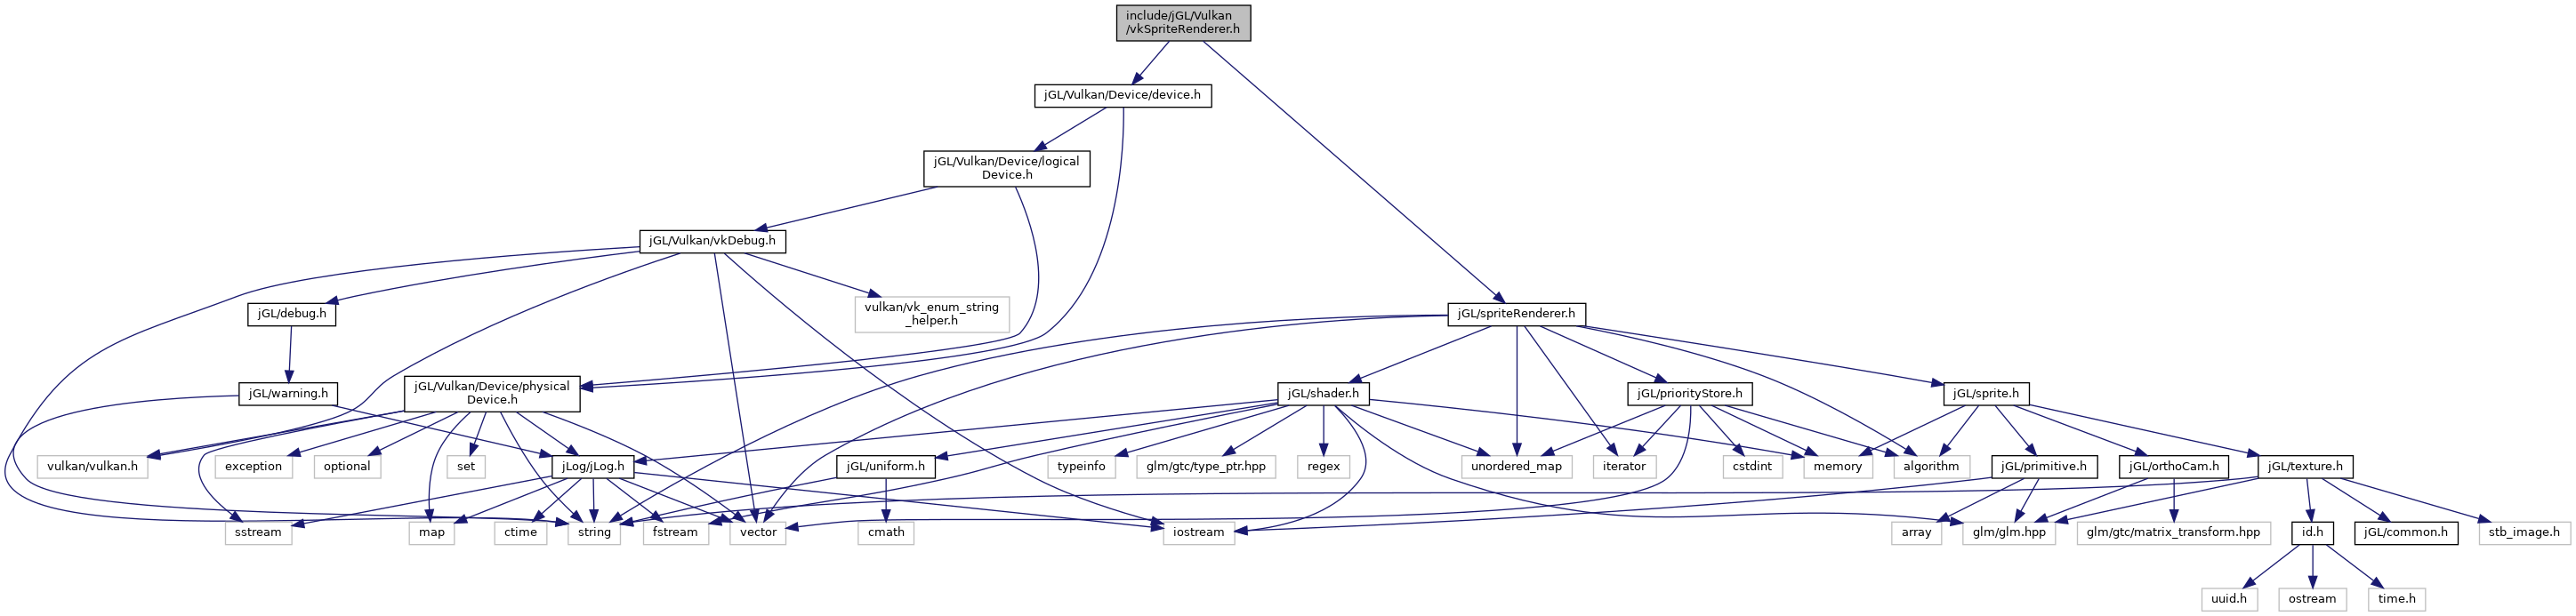 include/jGL/Vulkan
/vkSpriteRenderer.h
jGL/Vulkan/Device/device.h
jGL/Vulkan/Device/logical
Device.h
jGL/Vulkan/vkDebug.h
jGL/debug.h
vulkan/vk_enum_string
_helper.h
jGL/spriteRenderer.h
jGL/warning.h
jGL/Vulkan/Device/physical
Device.h
jGL/shader.h
jGL/priorityStore.h
jGL/sprite.h
vulkan/vulkan.h
exception
optional
set
jLog/jLog.h
jGL/uniform.h
typeinfo
glm/gtc/type_ptr.hpp
regex
unordered_map
iterator
cstdint
memory
algorithm
jGL/primitive.h
jGL/orthoCam.h
jGL/texture.h
sstream
map
ctime
string
fstream
vector
cmath
iostream
array
glm/glm.hpp
glm/gtc/matrix_transform.hpp
id.h
jGL/common.h
stb_image.h
uuid.h
ostream
time.h